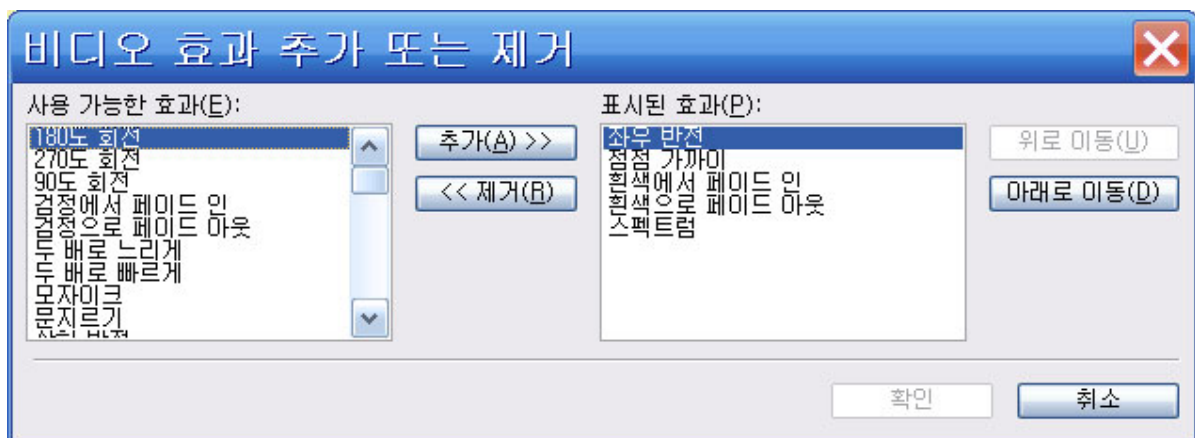 비디오 효과 추가 또는 제거
사용 가능한 효과(E):
180도 회전
270도 회전
90도 회전
검정에서 페이드 인
검정으로 페이드 아웃
두 배로 느리게
두 배로 빠르게
모자이크
문지르기
추가(A) >>
<< 제거(R)
표시된 효과(P):
좌우 반전
점점 가까이
흰색에서 페이드 인
흰색으로 페이드 아웃
스펙트럼
위로 이동(U)
아래로 이동(D)
확인
취소